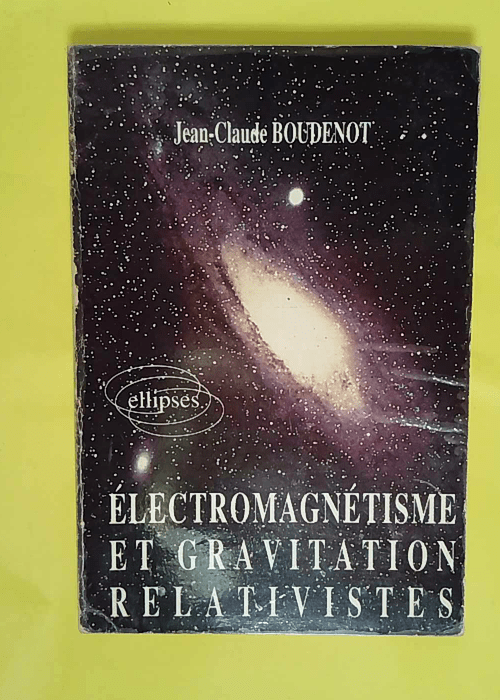 Jean-Claude BOUDENOT
ellipses
ÉLECTROMAGNÉTISME
ET GRAVITATION
RELATIVISTES